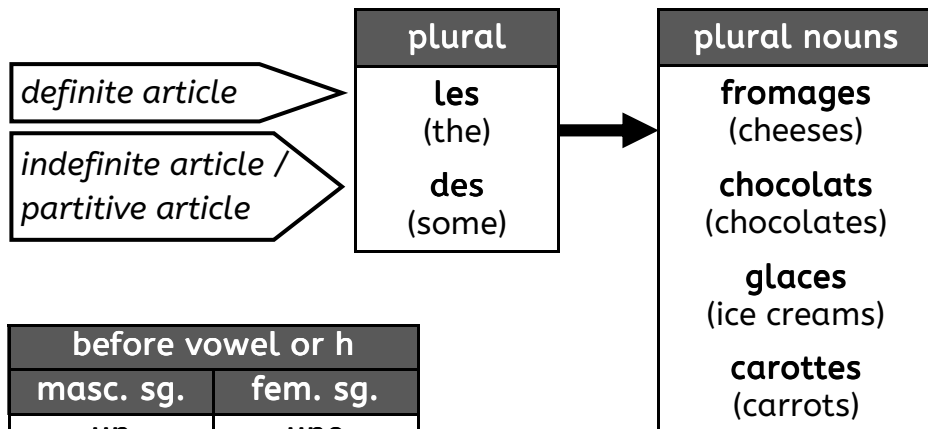 plural
definite article
les
(the)
indefinite article /
partitive article
des
(some)
plural nouns
fromages
(cheeses)
chocolats
(chocolates)
glaces
(ice creams)
carottes
(carrots)
before vowel or h
masc. sg.
fem. sg.